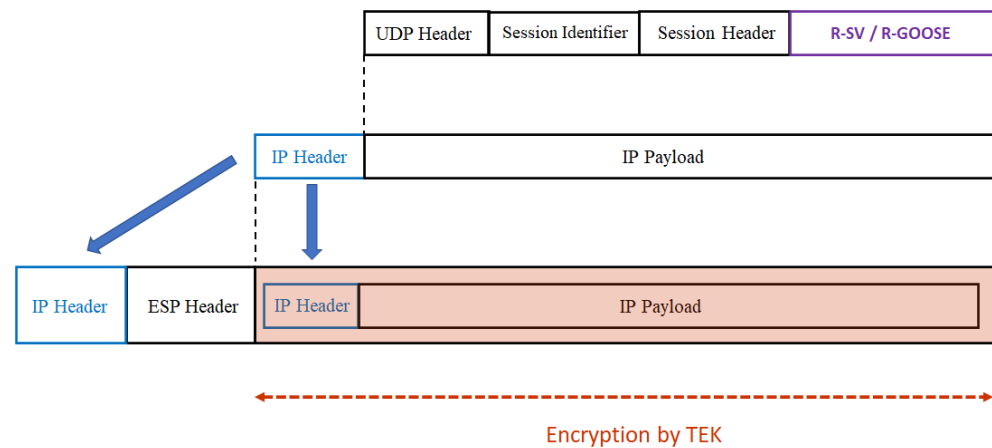 UDP Header Session Identifier Session Header R-SV / R-GOOSE
IP Header IP Payload
IP Header ESP Header IP Header IP Payload
Encryption by TEK